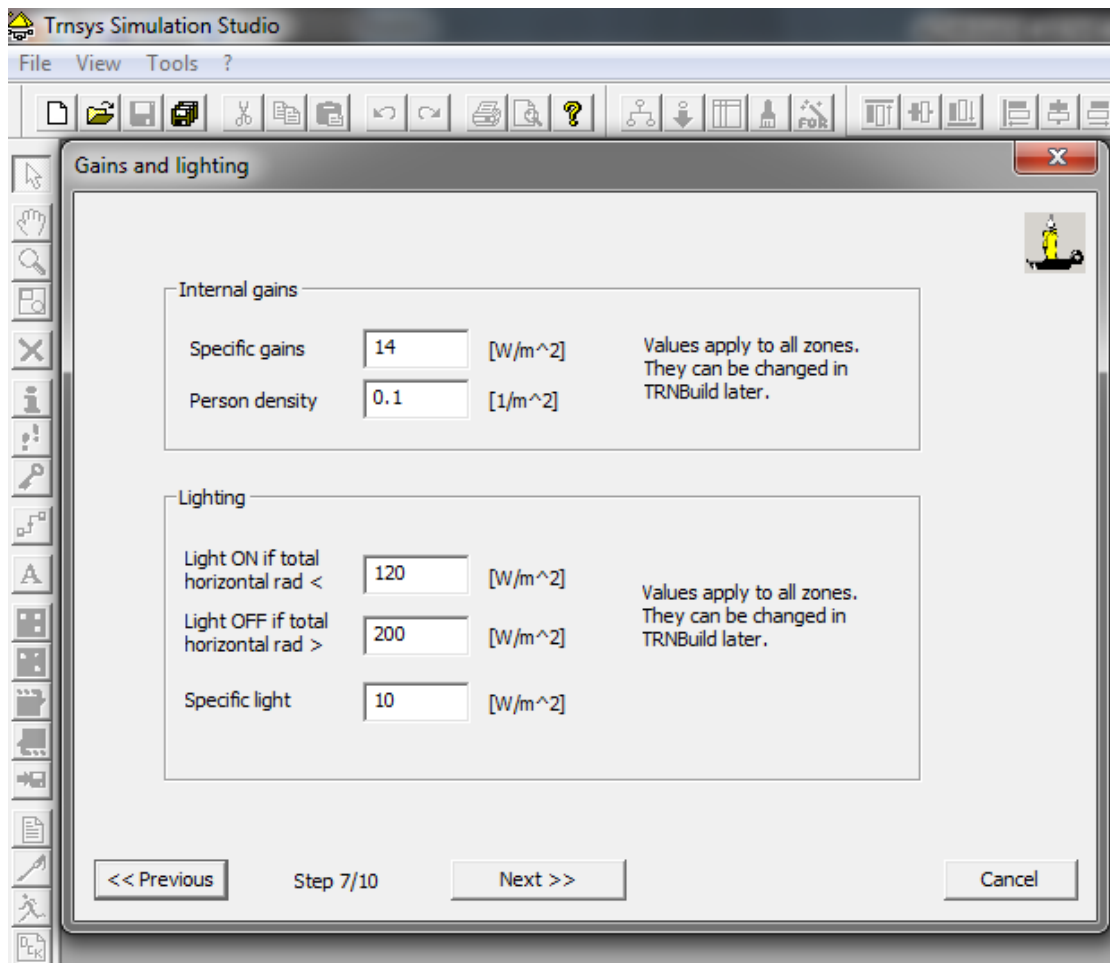 Trnsys Simulation Studio
File View Tools ?
FOR
Gains and lighting
Internal gains
Specific gains 14 [W/m^2]
Person density 0.1 [1/m^2]
Values apply to all zones.
They can be changed in
TRNBuild later.
Lighting
Light ON if total
horizontal rad < 120 [W/m^2]
Light OFF if total
horizontal rad > 200 [W/m^2]
Specific light 10 [W/m^2]
Values apply to all zones.
They can be changed in
TRNBuild later.
A
DCK
<< Previous Step 7/10 Next >> Cancel